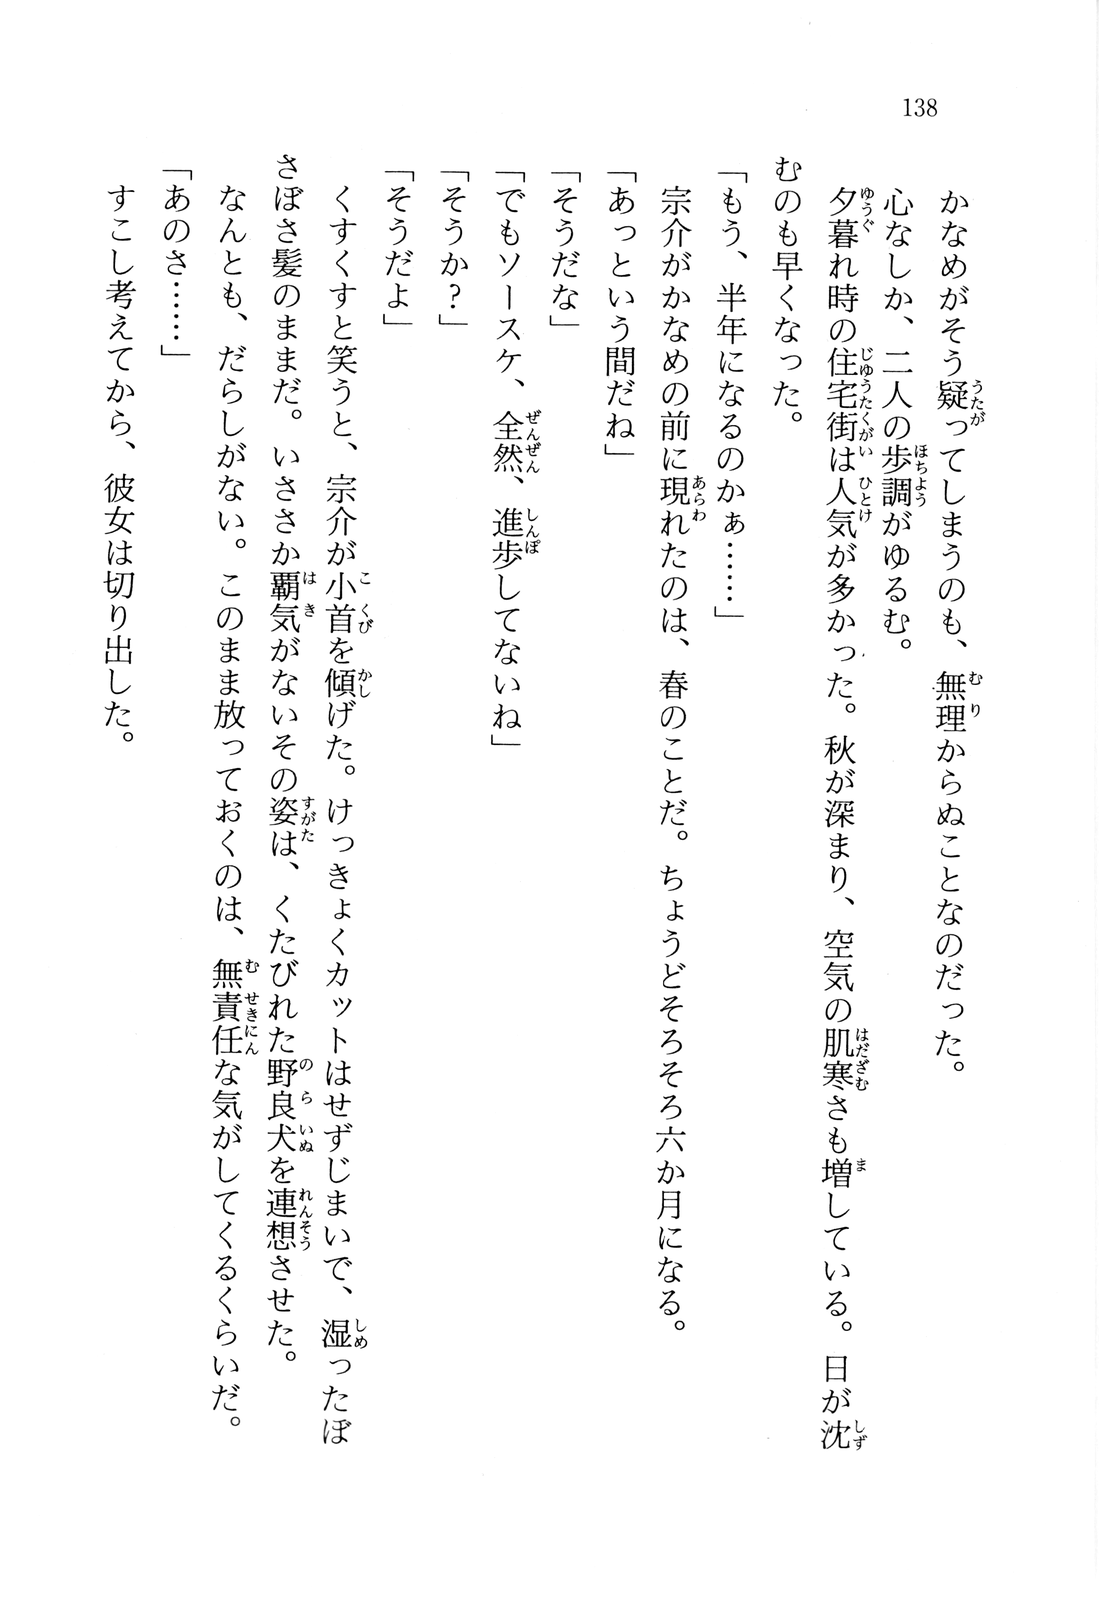 138
かなめがそう疑ってしまうのも、無理からぬことなのだった。
心なしか、二人の歩調がゆるむ。
夕暮れ時の住宅街は人気が多かった。秋が深まり、空気の肌寒さも増している。日が沈
むのも早くなった。
「もう、半年になるのかぁ……」
宗介がかなめの前に現れたのは、春のことだ。ちょうどそろそろ六か月になる。
「あっという間だね」
「そうだな」
「でもソースケ、全然、進歩してないね」
「そうか？」
「そうだよ」
くすくすと笑うと、宗介が小首を傾げた。けっきょくカットはせずじまいで、湿ったぼ
さぼさ髪のままだ。いささか覇気がないその姿は、くたびれた野良犬を連想させた。
なんとも、だらしがない。このまま放っておくのは、無責任な気がしてくるくらいだ。
「あのさ……」
すこし考えてから、彼女は切り出した。